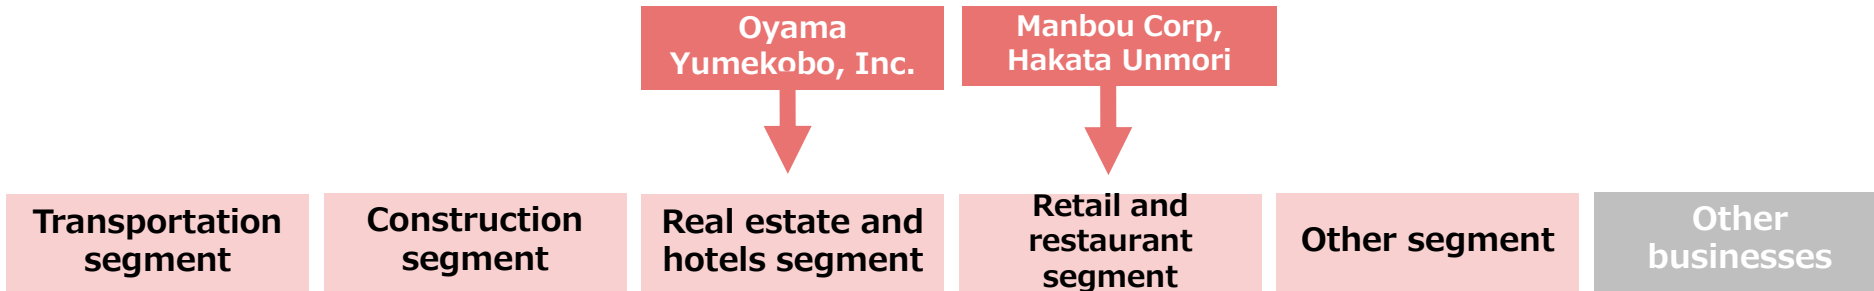 Oyama
Yumekobo, Inc.
Manbou Corp,
Hakata Unmori
Transportation
segment
Construction
segment
Real estate and
hotels segment
Retail and
restaurant
segment
Other segment
Other
businesses